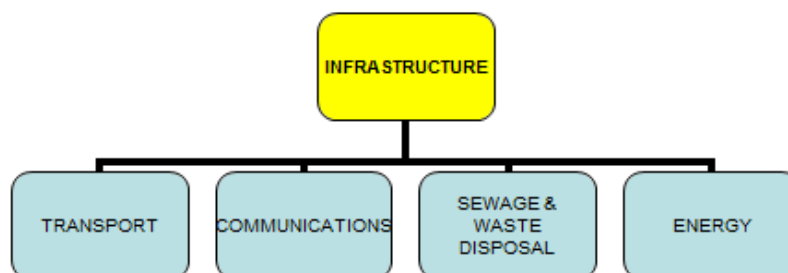 INFRASTRUCTURE
TRANSPORT
COMMUNICATIONS
SEWAGE &
WASTE
DISPOSAL
ENERGY